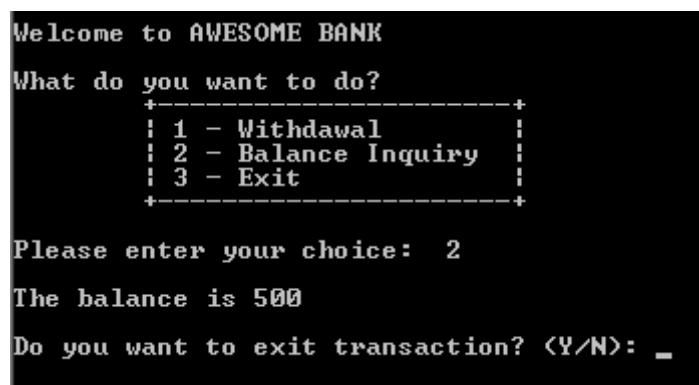 Welcome to AWESOME BANK
What do you want to do?
1 - Withdawal
2 - Balance Inquiry
3 - Exit
Please enter your choice:  2
The balance is 500
Do you want to exit transaction? (Y/N): _